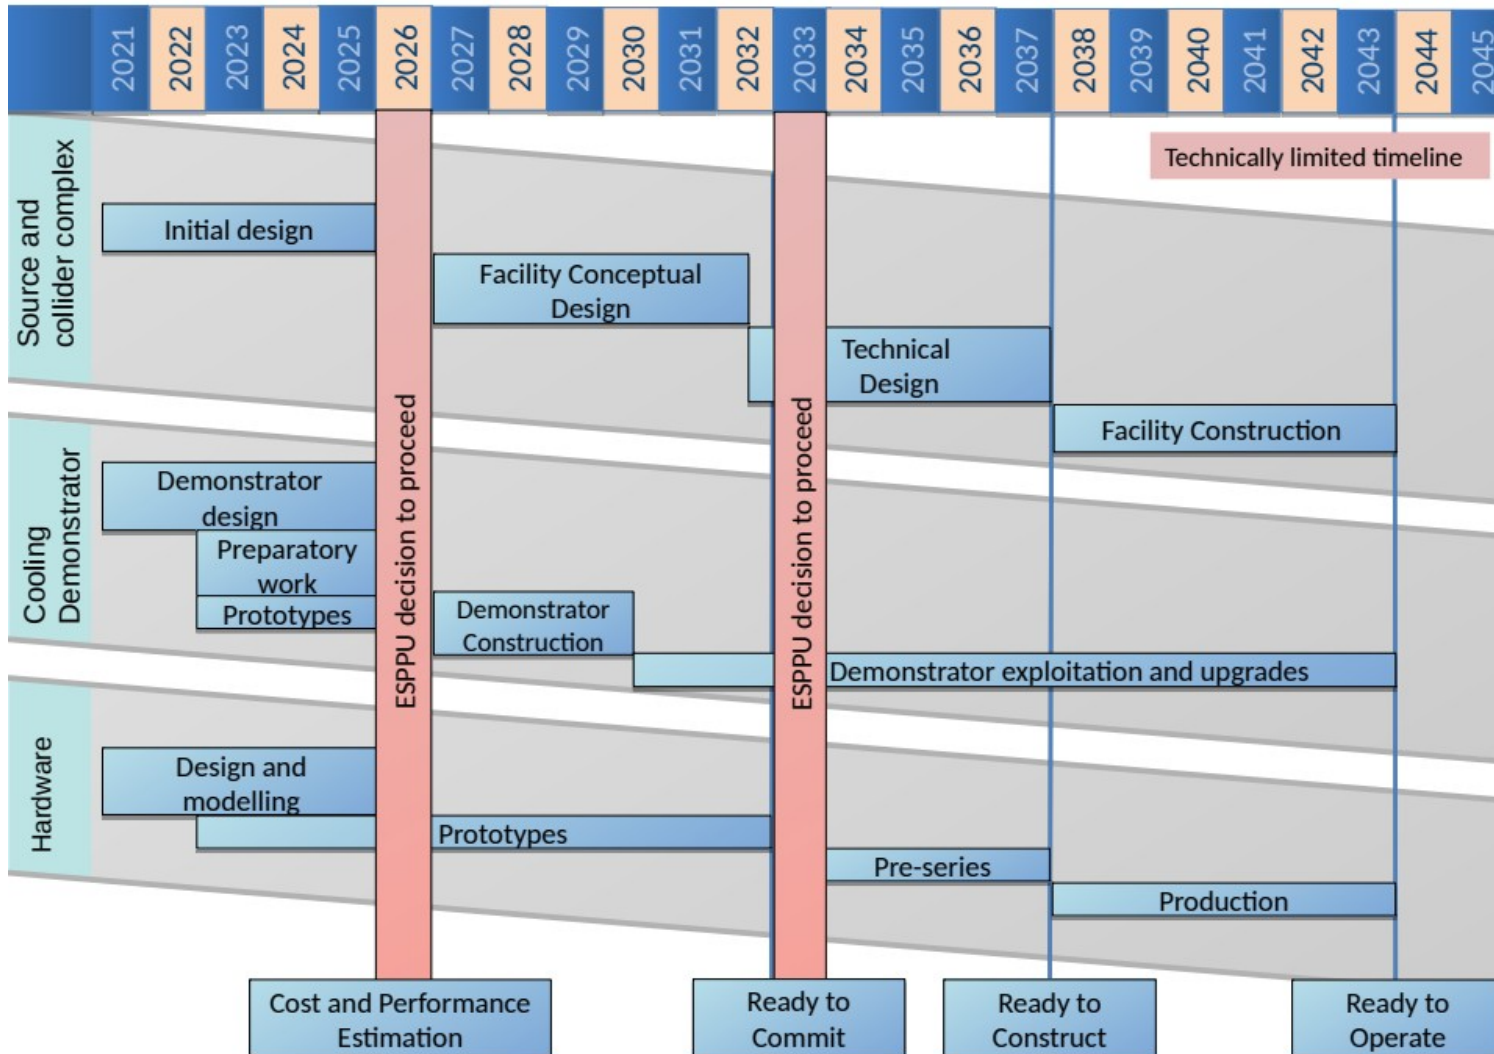 2021
2022
2023
2024
2025
2026
2027
2028
2029
2030
2031
2032
2033
2034
2035
2036
2037
2038
2039
2040
2041
2042
2043
2044
2045
Technically limited timeline
Source and
collider complex
Initial design
Facility Conceptual
Design
Technical
Design
Facility Construction
Cooling
Demonstrator
Demonstrator
design
Preparatory
work
Prototypes
Demonstrator
Construction
Demonstrator exploitation and upgrades
ESPPU decision to proceed
ESPPU decision to proceed
Hardware
Design and
modelling
Prototypes
Pre-series
Production
Cost and Performance
Estimation
Ready to
Commit
Ready to
Construct
Ready to
Operate